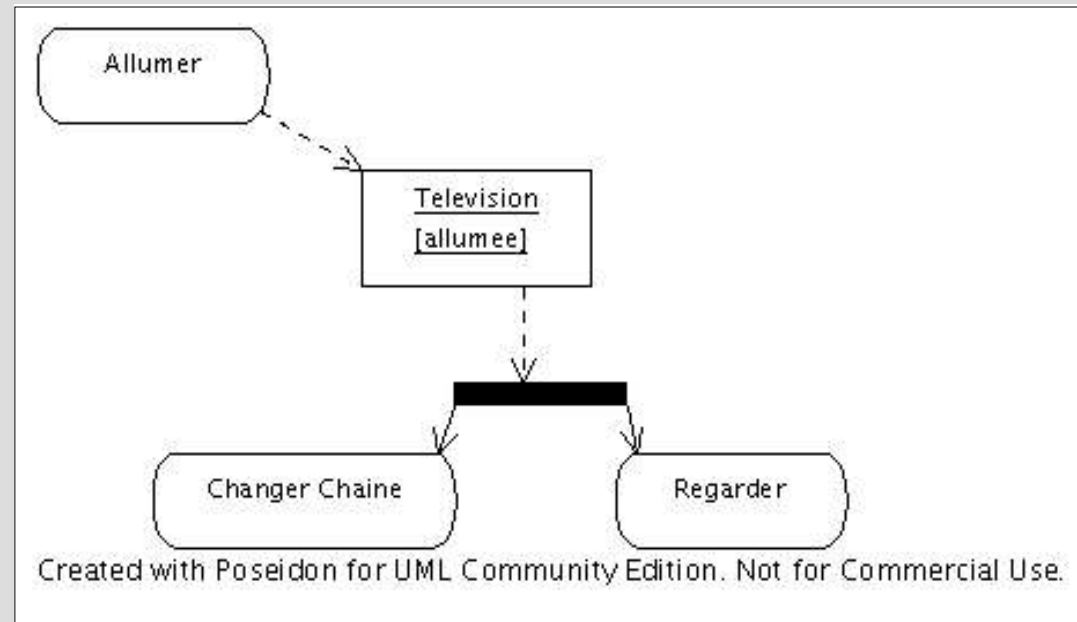 Allumer
Television
[allumee]
Changer Chaine
Regarder
Created with Poseidon for UML Community Edition. Not for Commercial Use.